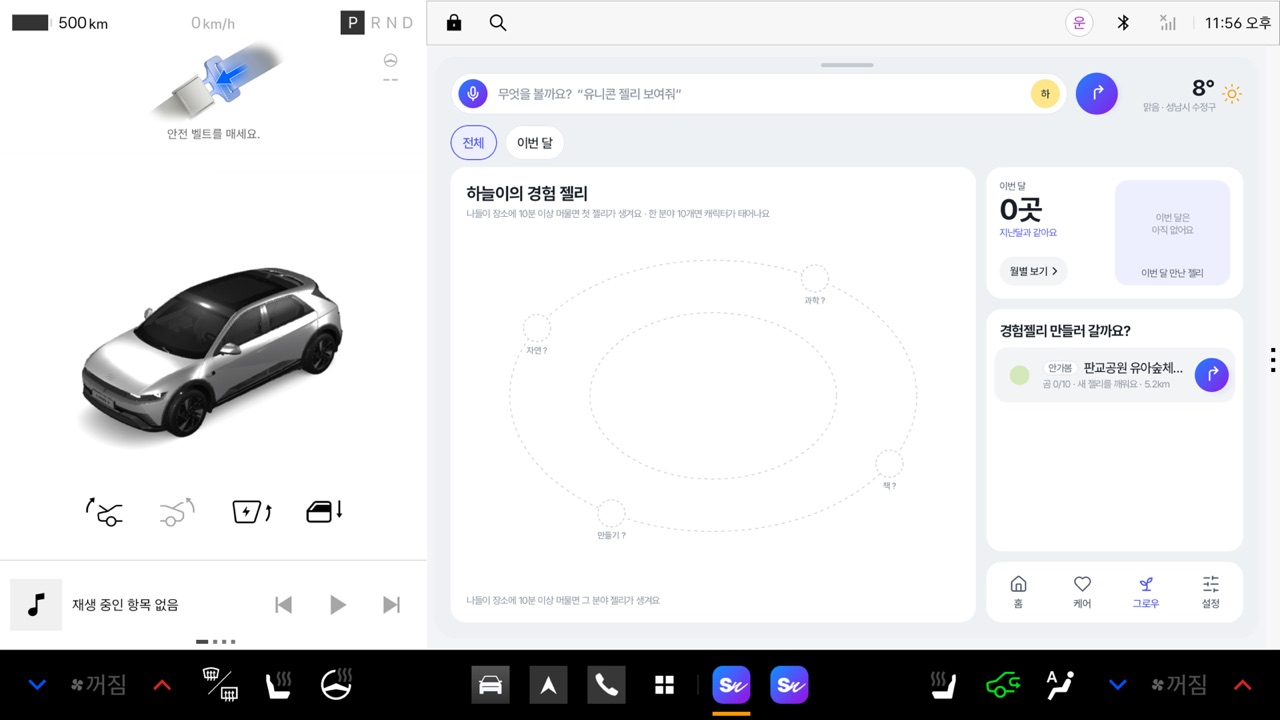 500 km
0 km/h
P R N D
운
11:56 오후
안전 벨트를 매세요.
무엇을 볼까요? “유니콘 젤리 보여줘”
하
8°
맑음 · 성남시 수정구
전체
이번 달
하늘이의 경험 젤리
나들이 장소에 10분 이상 머물면 첫 젤리가 생겨요 · 한 분야 10개면 캐릭터가 태어나요
과학 ?
자연 ?
책 ?
만들기 ?
나들이 장소에 10분 이상 머물면 그 분야 젤리가 생겨요
이번 달
0곳
지난달과 같아요
월별 보기
이번 달은
아직 없어요
이번 달 만난 젤리
경험젤리 만들러 갈까요?
안가봄 판교공원 유아숲체...
곰 0/10 · 새 젤리를 깨워요 · 5.2km
홈
케어
그로우
설정
재생 중인 항목 없음
꺼짐
A
꺼짐